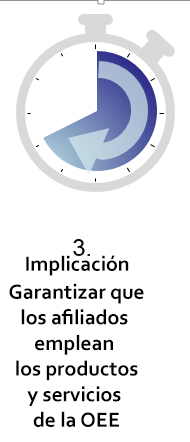 3.
Implicación
Garantizar que
los afiliados
emplean
los productos
y servicios
de la OEE